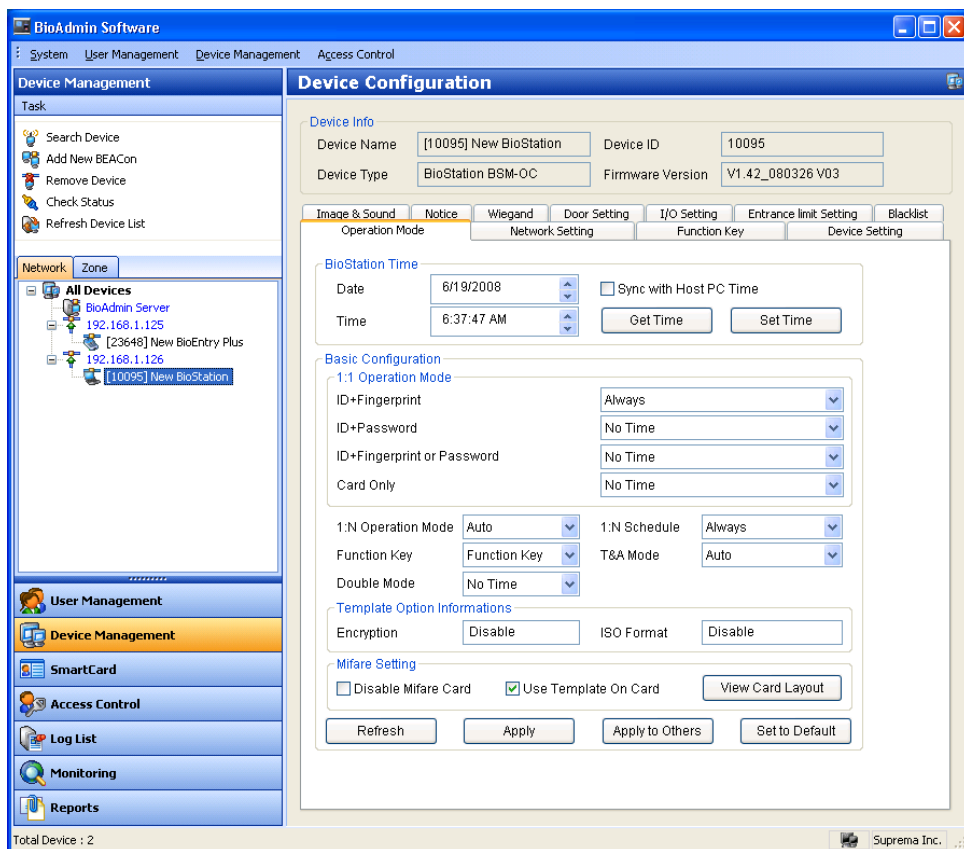 BioAdmin Software
System User Management Device Management Access Control
Device Management
Task
Search Device
Add New BEACon
Remove Device
Check Status
Refresh Device List
Network Zone
All Devices
BioAdmin Server
192.168.1.125
[23648] New BioEntry Plus
192.168.1.126
[10095] New BioStation
User Management
Device Management
SmartCard
Access Control
Log List
Monitoring
Reports
Device Configuration
Device Info
Device Name [10095] New BioStation Device ID 10095
Device Type BioStation BSM-OC Firmware Version V1.42_080326 V03
Image & Sound Notice Wiegand Door Setting I/O Setting Entrance limit Setting Blacklist
Operation Mode Network Setting Function Key Device Setting
BioStation Time
Date 6/19/2008 Sync with Host PC Time
Time 6:37:47 AM Get Time Set Time
Basic Configuration
1:1 Operation Mode
ID+Fingerprint Always
ID+Password No Time
ID+Fingerprint or Password No Time
Card Only No Time
1:N Operation Mode Auto 1:N Schedule Always
Function Key Function Key T&A Mode Auto
Double Mode No Time
Template Option Informations
Encryption Disable ISO Format Disable
Mifare Setting
Disable Mifare Card Use Template On Card View Card Layout
Refresh Apply Apply to Others Set to Default
Total Device : 2 Suprema Inc.